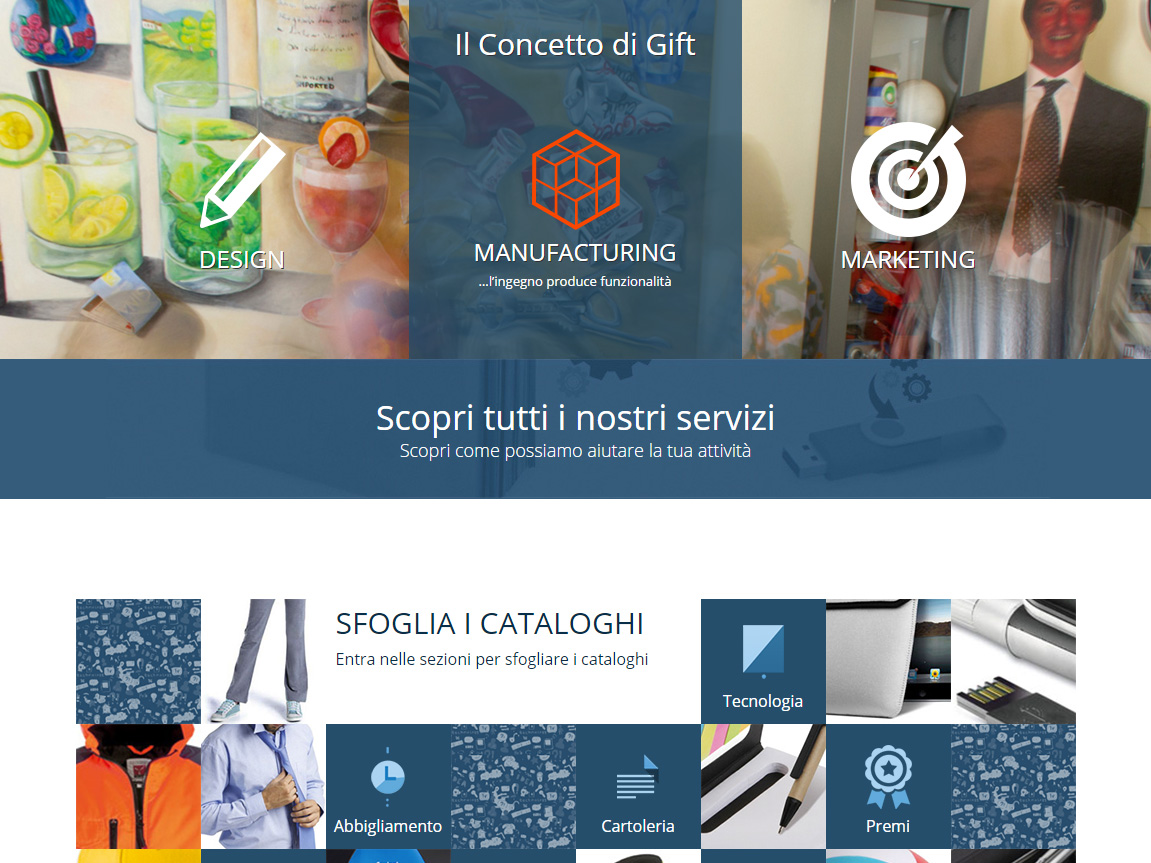 IMPORTED
Il Concetto di Gift
DESIGN
MANUFACTURING
...l'ingegno produce funzionalità
MARKETING
Scopri tutti i nostri servizi
Scopri come possiamo aiutare la tua attività
SFOGLIA I CATALOGHI
Entra nelle sezioni per sfogliare i cataloghi
Tecnologia
Abbigliamento
Cartoleria
Premi